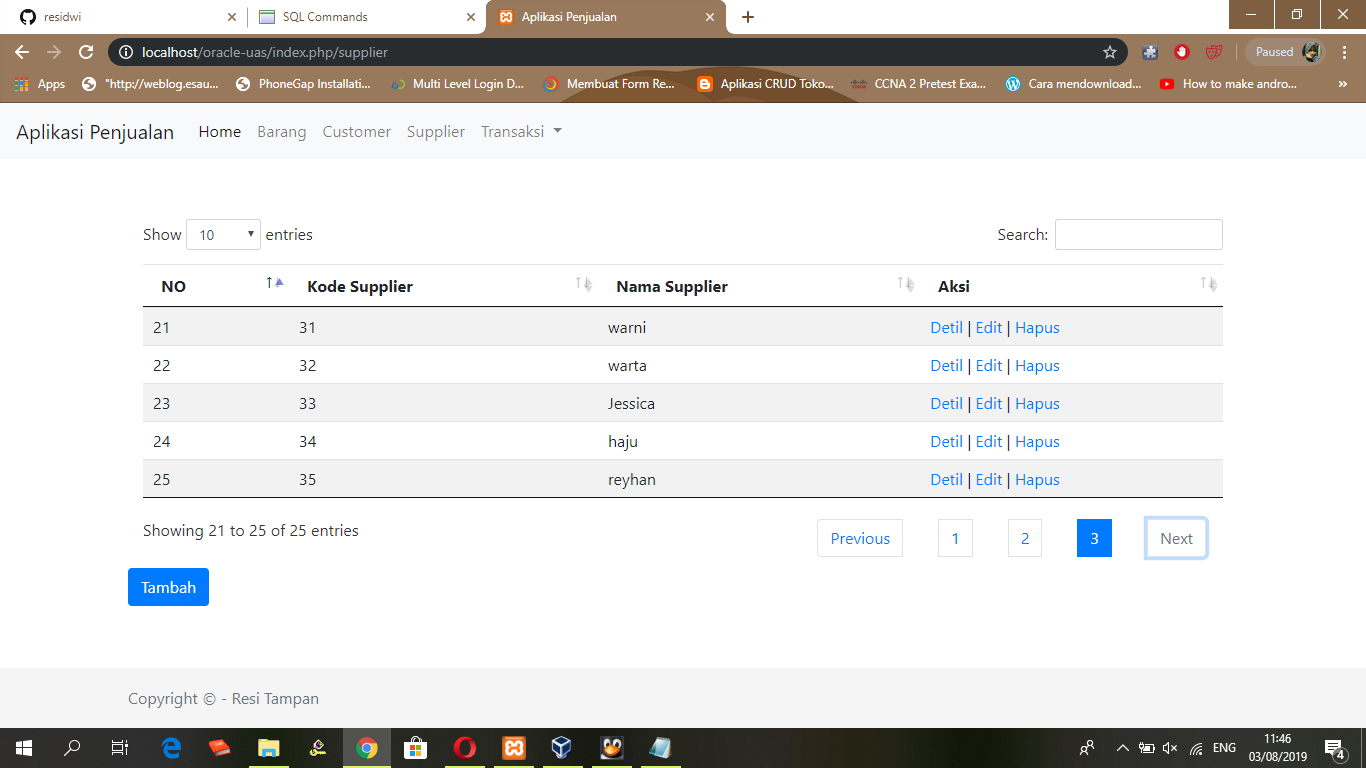 residwi SQL Commands Aplikasi Penjualan
localhost/oracle-uas/index.php/supplier Paused
Apps "http://weblog.esau... PhoneGap Installati... Multi Level Login D... Membuat Form Re... Aplikasi CRUD Toko... CCNA 2 Pretest Exa... Cara mendownload... How to make andro... »
Aplikasi Penjualan Home Barang Customer Supplier Transaksi
Show 10 entries Search:
NO Kode Supplier Nama Supplier Aksi
21 31 warni Detil | Edit | Hapus
22 32 warta Detil | Edit | Hapus
23 33 Jessica Detil | Edit | Hapus
24 34 haju Detil | Edit | Hapus
25 35 reyhan Detil | Edit | Hapus
Showing 21 to 25 of 25 entries Previous 1 2 3 Next
Tambah
Copyright © - Resi Tampan
ENG 11:46
03/08/2019 4